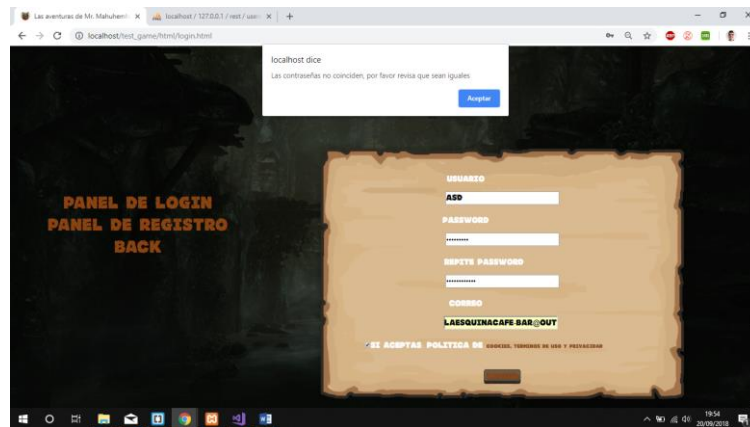 Las aventuras de Mr. Mahuhem
localhost / 127.0.0.1 / rest / user
localhost/test_game/html/login.html
localhost dice
Las contraseñas no coinciden, por favor revisa que sean iguales
Aceptar
PANEL DE LOGIN
PANEL DE REGISTRO
BACK
USUARIO
ASD
PASSWORD
REPITE PASSWORD
CORREO
LAESQUINACAFE-BAR@OUT
SI ACEPTAS POLITICA DE COOKIES, TERMINOS DE USO Y PRIVACIDAD
19:54
20/09/2018